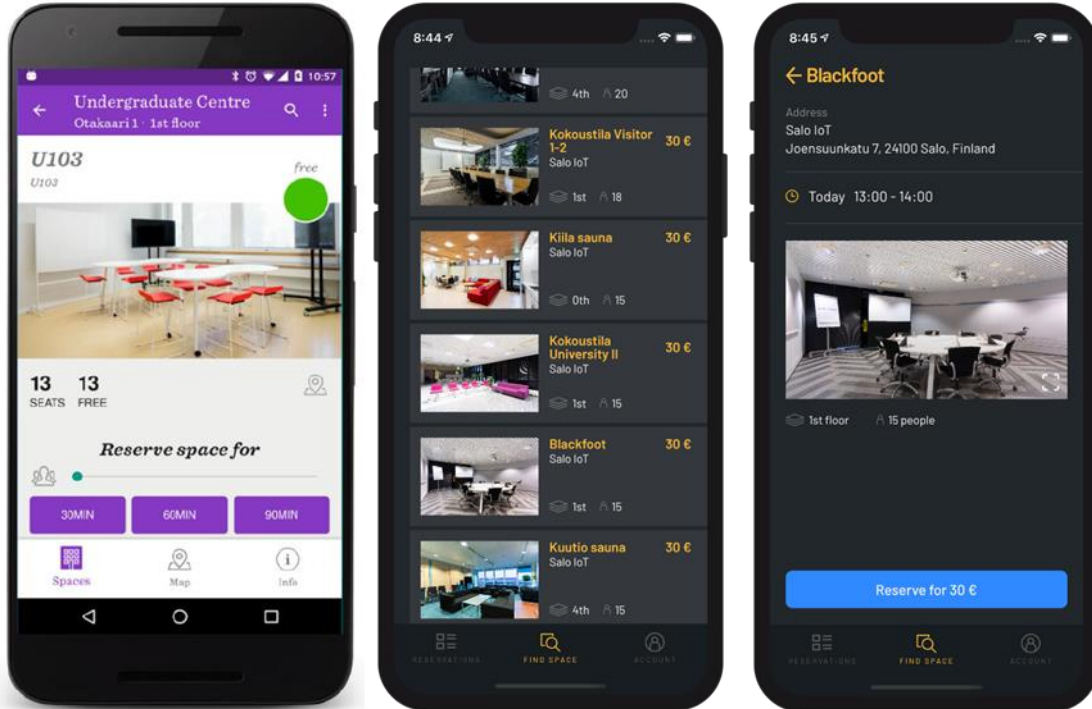 10:57
Undergraduate Centre
Otakaari 1 · 1st floor
U103
free
U103
13 13
SEATS FREE
Reserve space for
30MIN 60MIN 90MIN
Spaces Map Info
8:44
4th 20
Kokoustila Visitor 30 €
1-2
Salo IoT
1st 18
Kiila sauna 30 €
Salo IoT
0th 15
Kokoustila 30 €
University II
Salo IoT
1st 15
Blackfoot 30 €
Salo IoT
1st 15
Kuutio sauna 30 €
Salo IoT
4th 15
RESERVATIONS FIND SPACE ACCOUNT
8:45
Blackfoot
Address
Salo IoT
Joensuunkatu 7, 24100 Salo, Finland
Today 13:00 - 14:00
1st floor 15 people
Reserve for 30 €
RESERVATIONS FIND SPACE ACCOUNT